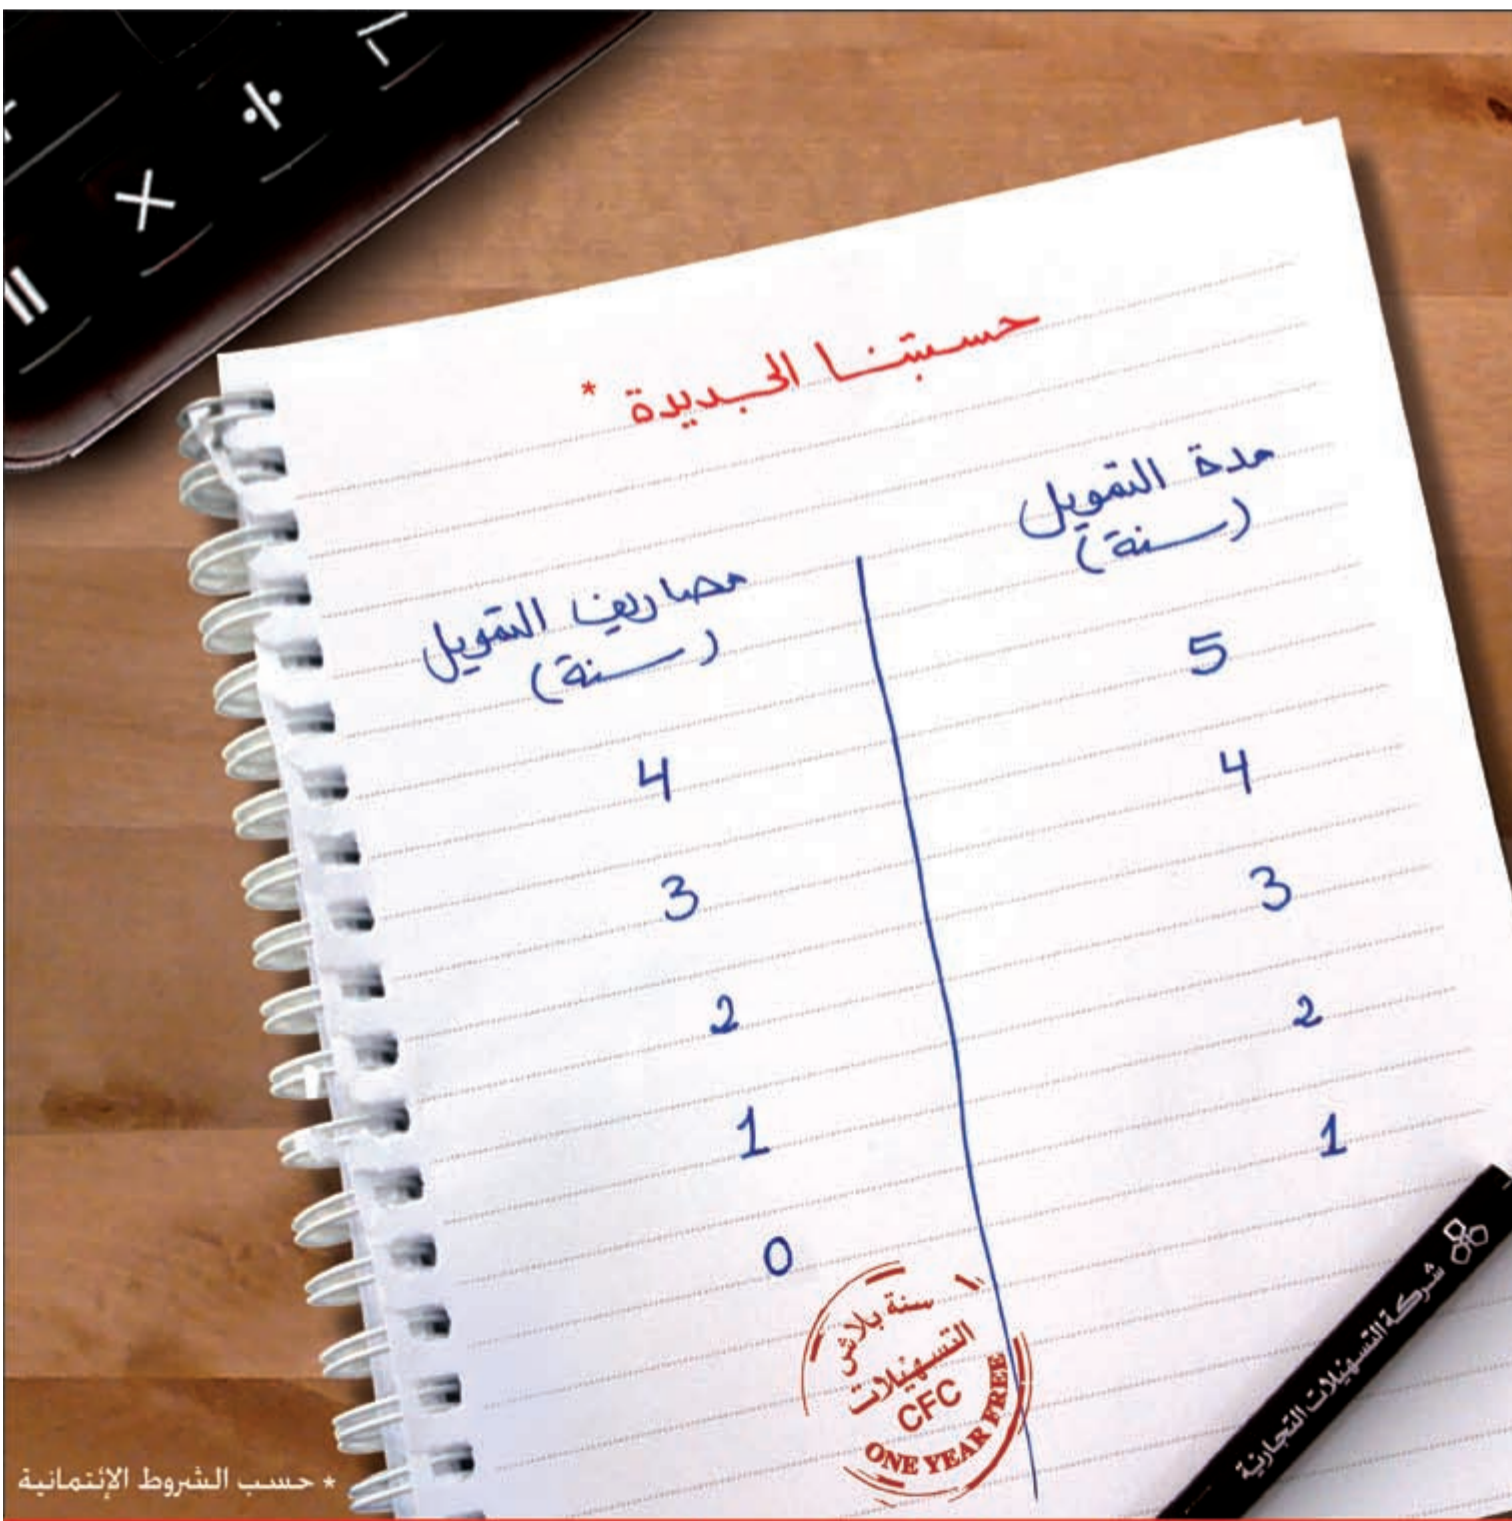 حسبتنا الجديدة *
مدة التمويل
(سنة)
مصاريف التمويل
(سنة)
5
4
4
3
3
2
2
1
1
0
١ سنة بلاش
التسهيلات
CFC
ONE YEAR FREE
شركة التسهيلات التجارية
* حسب الشروط الإئتمانية